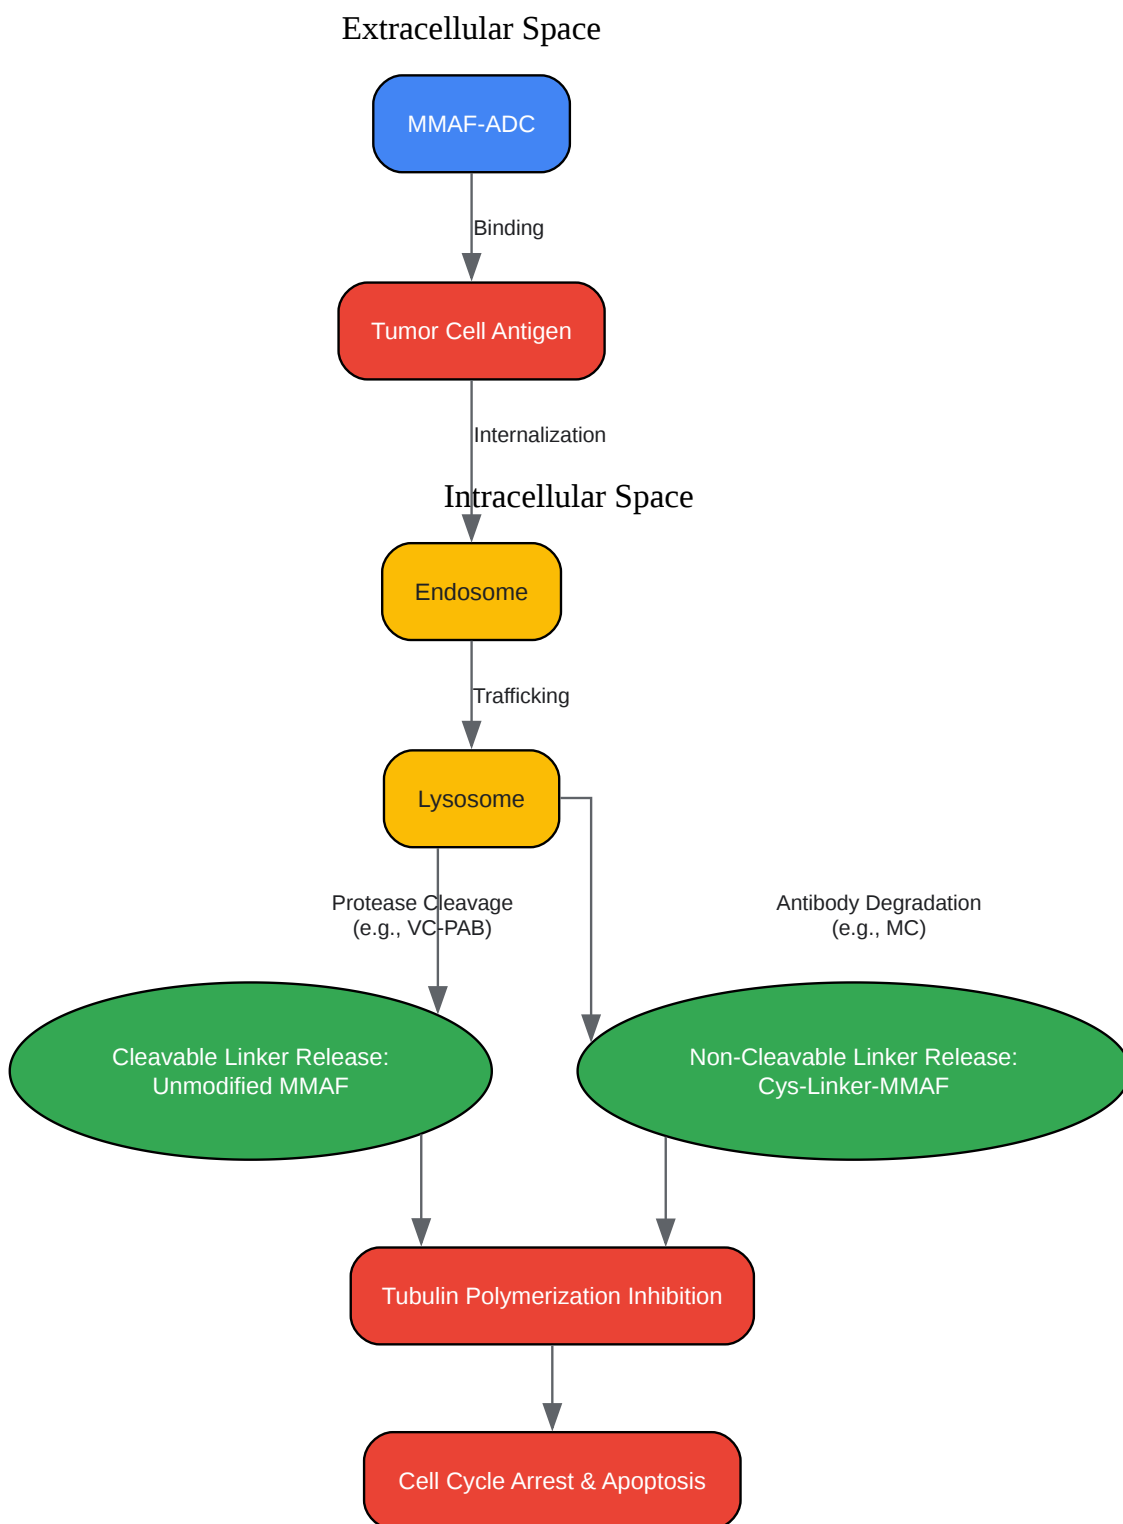 Extracellular Space
MMAF-ADC
Binding
Tumor Cell Antigen
Internalization
Intracellular Space
Endosome
Trafficking
Lysosome
Protease Cleavage
(e.g., VC-PAB)
Antibody Degradation
(e.g., MC)
Cleavable Linker Release:
Unmodified MMAF
Non-Cleavable Linker Release:
Cys-Linker-MMAF
Tubulin Polymerization Inhibition
Cell Cycle Arrest & Apoptosis